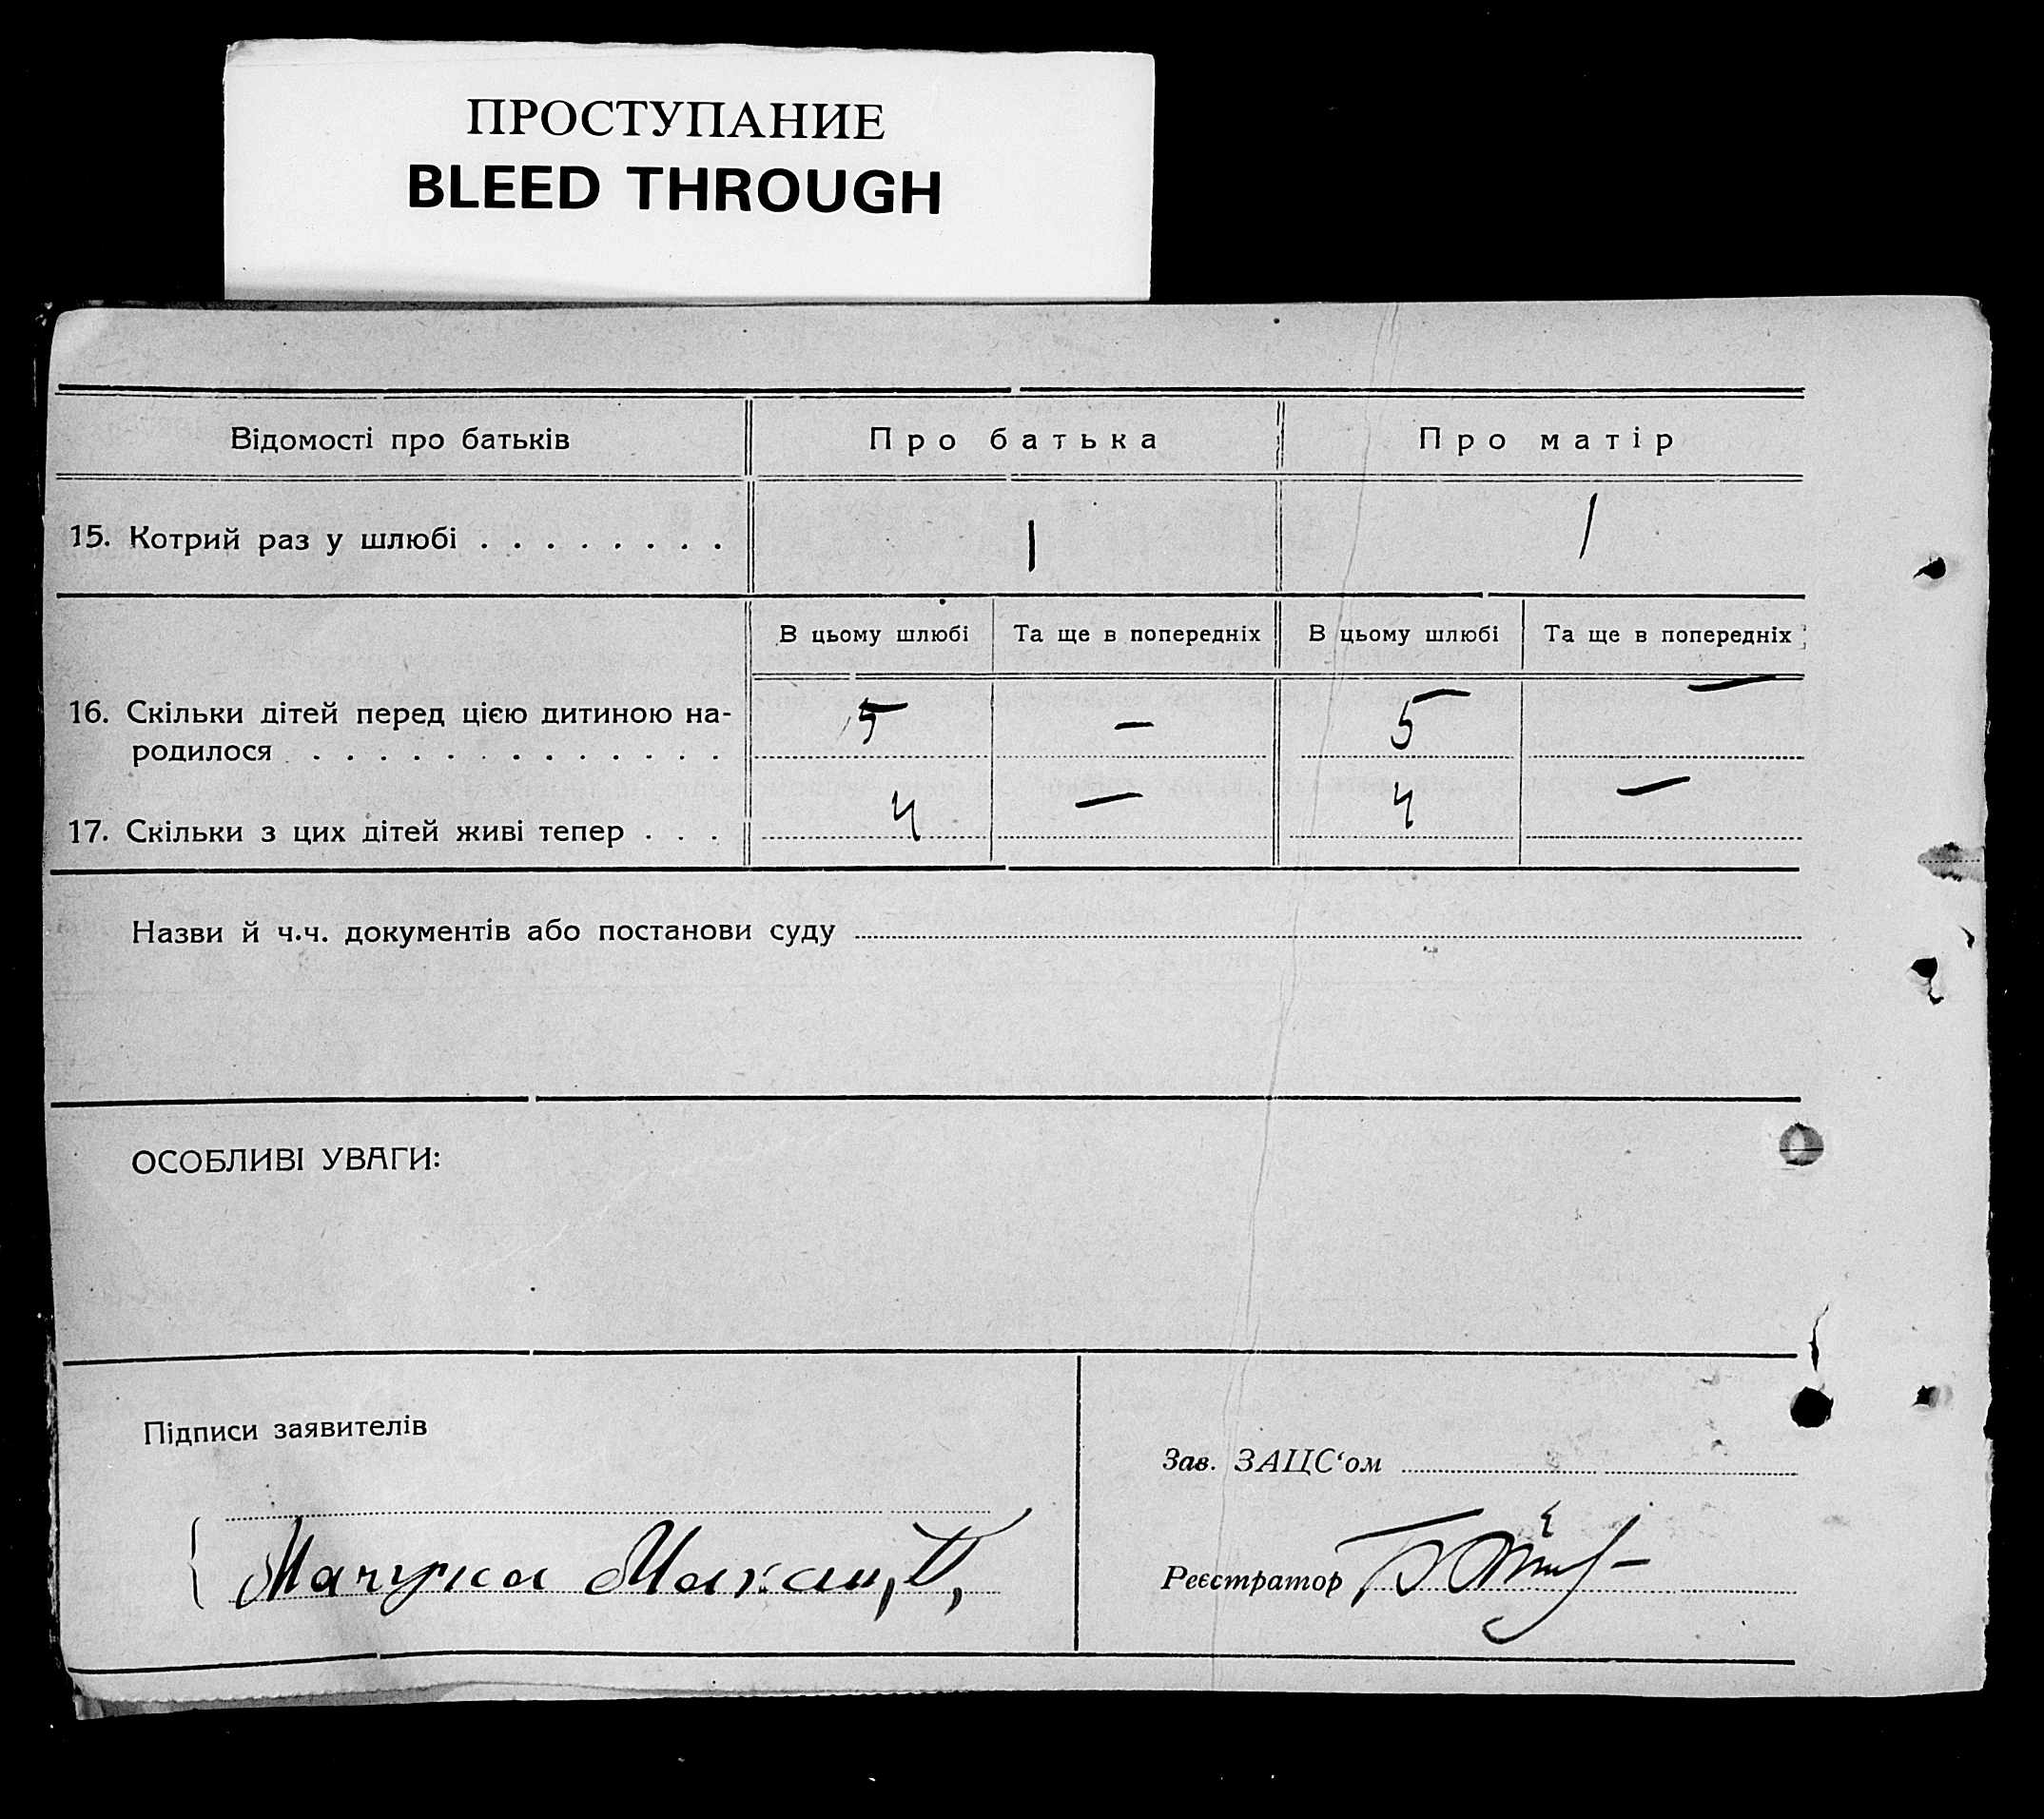 ПРОСТУПАНИЕ
BLEED THROUGH
Відомості про батьків Про батька Про матір
15. Котрий раз у шлюбі . . . . . . . . 1 1
В цьому шлюбі Та ще в попередніх В цьому шлюбі Та ще в попередніх
16. Скільки дітей перед цією дитиною на-
родилося . . . . . . . . . . . . . 5 — 5 —
17. Скільки з цих дітей живі тепер . . . 4 — 4 —
Назви й ч.ч. документів або постанови суду
ОСОБЛИВІ УВАГИ:
Підписи заявителів
Зав. ЗАЦС‘ом
Реєстратор